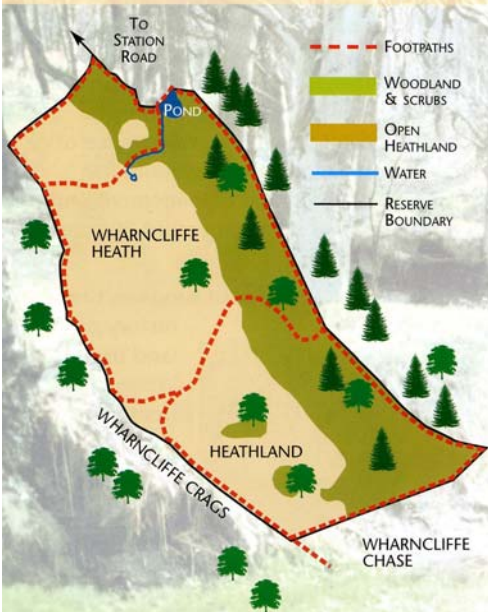 TO
STATION
ROAD
FOOTPATHS
WOODLAND
& SCRUBS
OPEN
HEATHLAND
WATER
RESERVE
BOUNDARY
POND
WHARNCLIFFE
HEATH
HEATHLAND
WHARNCLIFFE CRAGS
WHARNCLIFFE
CHASE